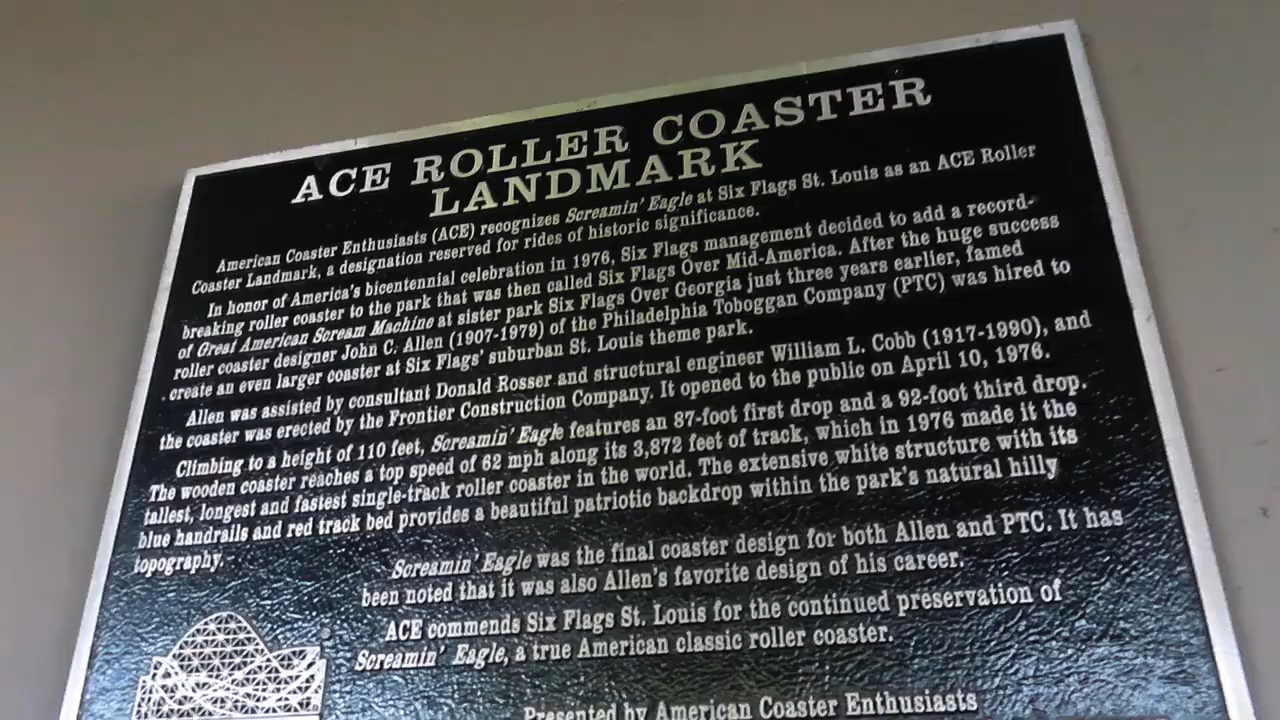 ACE ROLLER COASTER
LANDMARK
American Coaster Enthusiasts (ACE) recognizes Screamin' Eagle at Six Flags St. Louis as an ACE Roller
Coaster Landmark, a designation reserved for rides of historic significance.
In honor of America's bicentennial celebration in 1976, Six Flags management decided to add a record-
breaking roller coaster to the park that was then called Six Flags Over Mid-America. After the huge success
of Great American Scream Machine at sister park Six Flags Over Georgia just three years earlier, famed
roller coaster designer John C. Allen (1907-1979) of the Philadelphia Toboggan Company (PTC) was hired to
create an even larger coaster at Six Flags' suburban St. Louis theme park.
Allen was assisted by consultant Donald Rosser and structural engineer William L. Cobb (1917-1990), and
the coaster was erected by the Frontier Construction Company. It opened to the public on April 10, 1976.
Climbing to a height of 110 feet, Screamin' Eagle features an 87-foot first drop and a 92-foot third drop.
The wooden coaster reaches a top speed of 62 mph along its 3,872 feet of track, which in 1976 made it the
tallest, longest and fastest single-track roller coaster in the world. The extensive white structure with its
blue handrails and red track bed provides a beautiful patriotic backdrop within the park's natural hilly
topography.
Screamin' Eagle was the final coaster design for both Allen and PTC. It has
been noted that it was also Allen's favorite design of his career.
ACE commends Six Flags St. Louis for the continued preservation of
Screamin' Eagle, a true American classic roller coaster.
Presented by American Coaster Enthusiasts